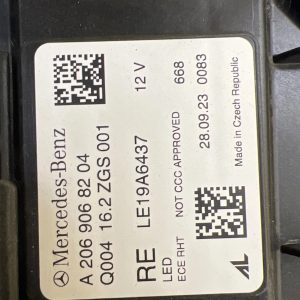 Mercedes-Benz
A 206 906 82 04
Q004 16.2 ZGS 001
RE LE19A6437 12 V
LED
ECE RHT NOT CCC APPROVED 668
28.09.23 0083
Made in Czech Republic
AL